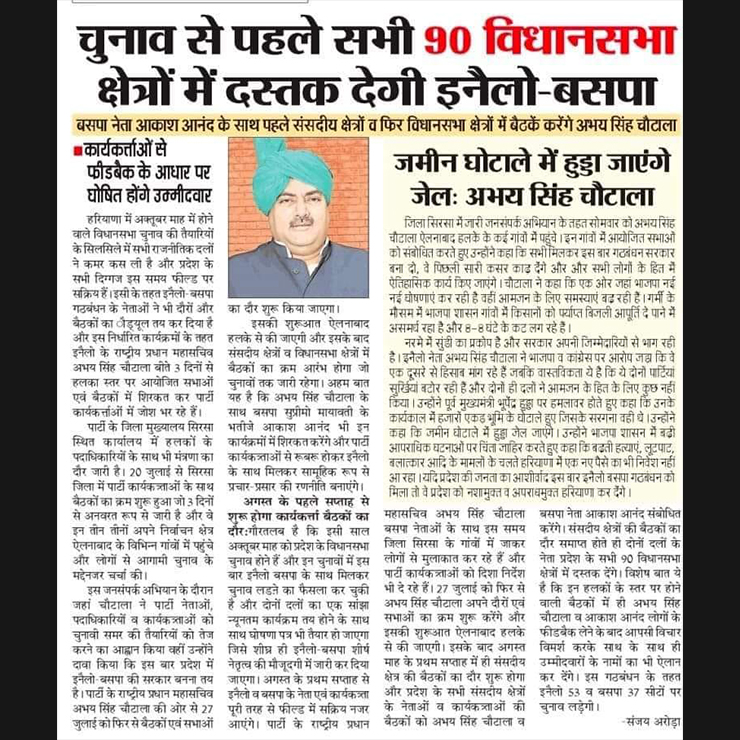 चुनाव से पहले सभी 90 विधानसभा
क्षेत्रों में दस्तक देगी इनैलो-बसपा
बसपा नेता आकाश आनंद के साथ पहले संसदीय क्षेत्रों व फिर विधानसभा क्षेत्रों में बैठकें करेंगे अभय सिंह चौटाला
■कार्यकर्त्ताओं से
फीडबैक के आधार पर
घोषित होंगे उम्मीदवार
हरियाणा में अक्तूबर माह में होने
वाले विधानसभा चुनाव की तैयारियों
के सिलसिले में सभी राजनीतिक दलों
ने कमर कस ली है और प्रदेश के
सभी दिग्गज इस समय फील्ड पर
सक्रिय हैं। इसी के तहत इनैलो-बसपा
गठबंधन के नेताओं ने भी दौरों और
बैठकों का शैड्यूल तय कर दिया है
और इस निर्धारित कार्यक्रमों के तहत
इनैलो के राष्ट्रीय प्रधान महासचिव
अभय सिंह चौटाला बीते 3 दिनों से
हलका स्तर पर आयोजित सभाओं
एवं बैठकों में शिरकत कर पार्टी
कार्यकर्त्ताओं में जोश भर रहे हैं।
पार्टी के जिला मुख्यालय सिरसा
स्थित कार्यालय में हलकों के
पदाधिकारियों के साथ भी मंत्रणा का
दौर जारी है। 20 जुलाई से सिरसा
जिला में पार्टी कार्यकर्त्ताओं के साथ
बैठकों का क्रम शुरू हुआ जो 3 दिनों
से अनवरत रूप से जारी है और वे
इन तीन तीनों अपने निर्वाचन क्षेत्र
ऐलनाबाद के विभिन्न गांवों में पहुंचे
और लोगों से आगामी चुनाव के
मद्देनजर चर्चा की।
इस जनसंपर्क अभियान के दौरान
जहां चौटाला ने पार्टी नेताओं,
पदाधिकारियों व कार्यकर्त्ताओं को
चुनावी समर की तैयारियों को तेज
करने का आह्वान किया वहीं उन्होंने
दावा किया कि इस बार प्रदेश में
इनैलो-बसपा की सरकार बनना तय
है। पार्टी के राष्ट्रीय प्रधान महासचिव
अभय सिंह चौटाला की ओर से 27
जुलाई को फिर से बैठकों एवं सभाओं
का दौर शुरू किया जाएगा।
इसकी शुरूआत ऐलनाबाद
हलके से की जाएगी और इसके बाद
संसदीय क्षेत्रों व विधानसभा क्षेत्रों में
बैठकों का क्रम आरंभ होगा जो
चुनावों तक जारी रहेगा। अहम बात
यह है कि अभय सिंह चौटाला के
साथ बसपा सुप्रीमो मायावती के
भतीजे आकाश आनंद भी इन
कार्यक्रमों में शिरकत करेंगे और पार्टी
कार्यकर्त्ताओं से रूबरू होकर इनैलो
के साथ मिलकर सामूहिक रूप से
प्रचार-प्रसार की रणनीति बनाएंगे।
अगस्त के पहले सप्ताह से
शुरू होगा कार्यकर्त्ता बैठकों का
दौर:गौरतलब है कि इसी साल
अक्तूबर माह को प्रदेश के विधानसभा
चुनाव होने हैं और इन चुनावों में इस
बार इनैलो बसपा के साथ मिलकर
चुनाव लड़ने का फैसला कर चुकी
है और दोनों दलों का एक सांझा
न्यूनतम कार्यक्रम तय होने के साथ
साथ घोषणा पत्र भी तैयार हो जाएगा
जिसे शीघ्र ही इनैलो-बसपा शीर्ष
नेतृत्व की मौजूदगी में जारी कर दिया
जाएगा। अगस्त के प्रथम सप्ताह से
इनैलो व बसपा के नेता एवं कार्यकर्त्ता
पूरी तरह से फील्ड में सक्रिय नजर
आएंगे। पार्टी के राष्ट्रीय प्रधान
जमीन घोटाले में हुड्डा जाएंगे
जेलः अभय सिंह चौटाला
जिला सिरसा में जारी जनसंपर्क अभियान के तहत सोमवार को अभय सिंह
चौटाला ऐलनाबाद हलके के कई गांवों में पहुंचे। इन गांवों में आयोजित सभाओं
को संबोधित करते हुए उन्होंने कहा कि सभी मिलकर इस बार गठबंधन सरकार
बना दो, वे पिछली सारी कसर काढ़ देंगे और और सभी लोगों के हित में
ऐतिहासिक कार्य किए जाएंगे। चौटाला ने कहा कि एक ओर जहां भाजपा नई
नई घोषणाएं कर रही है वहीं आमजन के लिए समस्याएं बढ़ रही हैं। गर्मी के
मौसम में भाजपा शासन गांवों में किसानों को पर्याप्त बिजली आपूर्ति दे पाने में
असमर्थ रहा है और 8-8 घंटे के कट लग रहे है।
नरमे में सुंडी का प्रकोप है और सरकार अपनी जिम्मेदारियों से भाग रही
है। इनैलो नेता अभय सिंह चौटाला ने भाजपा व कांग्रेस पर आरोप जड़ा कि वे
एक दूसरे से हिसाब मांग रहे हैं जबकि वास्तविकता ये है कि ये दोनों पार्टियां
सुर्खियां बटोर रही है और दोनों ही दलों ने आमजन के हित के लिए कुछ नहीं
किया। उन्होंने पूर्व मुख्यमंत्री भूपेंद्र हुड्डा पर हमलावर होते हुए कहा कि उनके
कार्यकाल में हजारों एकड़ भूमि के घोटाले हुए जिसके सरगना वही थे। उन्होंने
कहा कि जमीन घोटाले में हुड्डा जेल जाएंगे। उन्होंने भाजपा शासन में बढ़ी
आपराधिक घटनाओं पर चिंता जाहिर करते हुए कहा कि बढ़ती हत्याएं, लूटपाट,
बलात्कार आदि के मामलों के चलते हरियाणा में एक नए पैसे का भी निवेश नहीं
आ रहा। यदि प्रदेश की जनता का आशीर्वाद इस बार इनैलो बसपा गठबंधन को
मिला तो वे प्रदेश को नशामुक्त व अपराधमुक्त हरियाणा कर देंगे।
महासचिव अभय सिंह चौटाला
बसपा नेताओं के साथ इस समय
जिला सिरसा के गांवों में जाकर
लोगों से मुलाकात कर रहे हैं और
पार्टी कार्यकर्त्ताओं को दिशा निर्देश
भी दे रहे हैं। 27 जुलाई को फिर से
अभय सिंह चौटाला अपने दौरों एवं
सभाओं का क्रम शुरू करेंगे और
इसकी शुरूआत ऐलनाबाद हलके
से की जाएगी। इसके बाद अगस्त
माह के प्रथम सप्ताह में ही संसदीय
क्षेत्र की बैठकों का दौर शुरू होगा
और प्रदेश के सभी संसदीय क्षेत्रों
के नेताओं व कार्यकर्त्ताओं की
बैठकों को अभय सिंह चौटाला व
बसपा नेता आकाश आनंद संबोधित
करेंगे। संसदीय क्षेत्रों की बैठकों का
दौर समाप्त होते ही दोनों दलों के
नेता प्रदेश के सभी 90 विधानसभा
क्षेत्रों में दस्तक देंगे। विशेष बात ये
है कि इन हलकों के स्तर पर होने
वाली बैठकों में ही अभय सिंह
चौटाला व आकाश आनंद लोगों के
फीडबैक लेने के बाद आपसी विचार
विमर्श करके साथ के साथ ही
उम्मीदवारों के नामों का भी ऐलान
कर देंगे। इस गठबंधन के तहत
इनैलो 53 व बसपा 37 सीटों पर
चुनाव लड़ेगी।
-संजय अरोड़ा